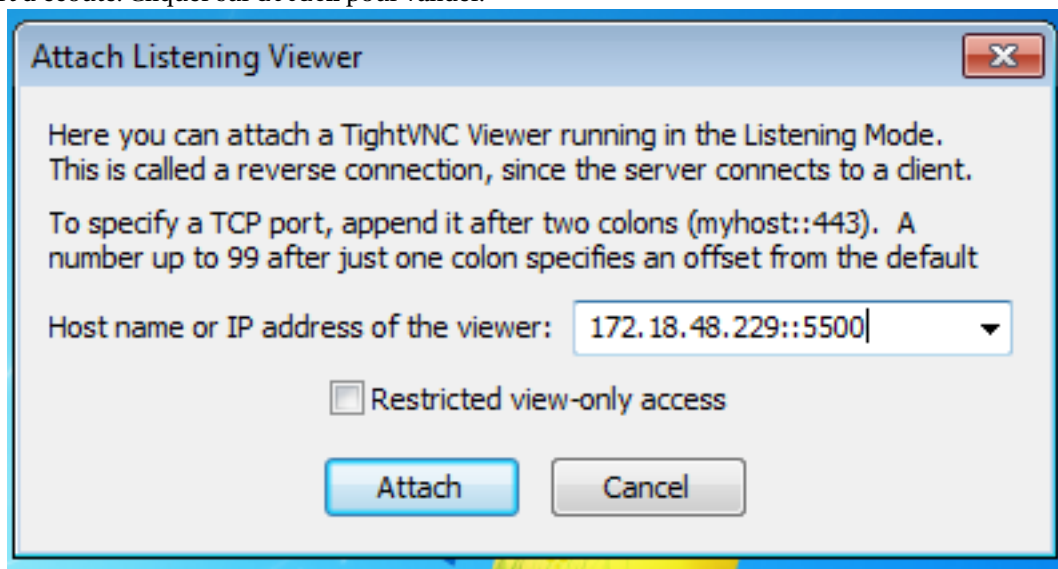 Attach Listening Viewer
Here you can attach a TightVNC Viewer running in the Listening Mode.
This is called a reverse connection, since the server connects to a client.
To specify a TCP port, append it after two colons (myhost::443). A
number up to 99 after just one colon specifies an offset from the default
Host name or IP address of the viewer: 172.18.48.229::5500
Restricted view-only access
Attach Cancel